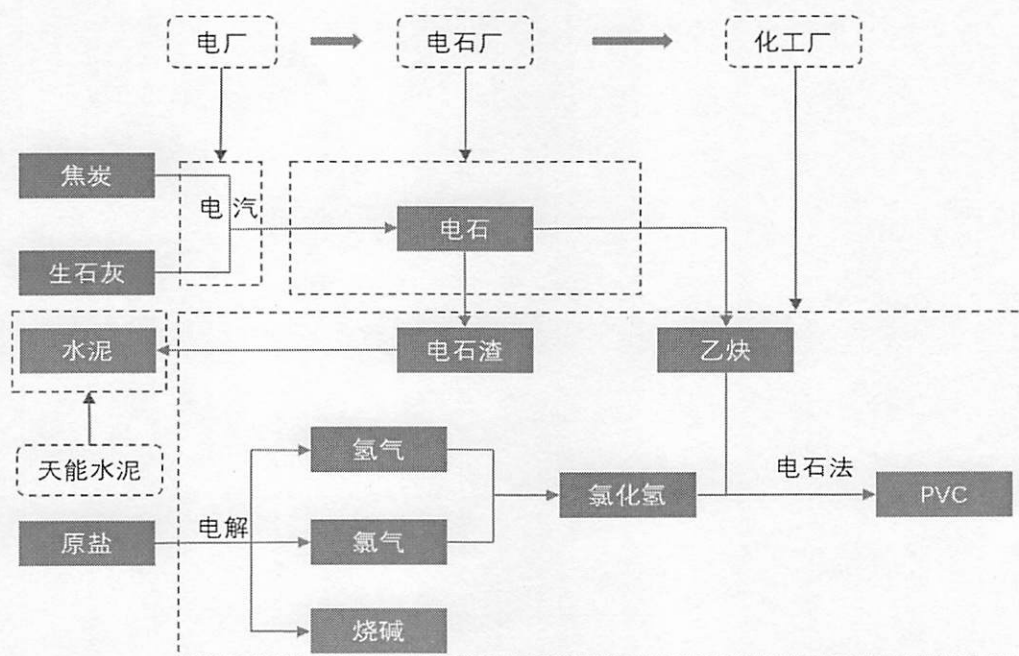 电厂
电石厂
化工厂
焦炭
电 汽
电石
生石灰
水泥
电石渣
乙炔
天能水泥
氢气
电石法
氯化氢
PVC
原盐
电解
氯气
烧碱